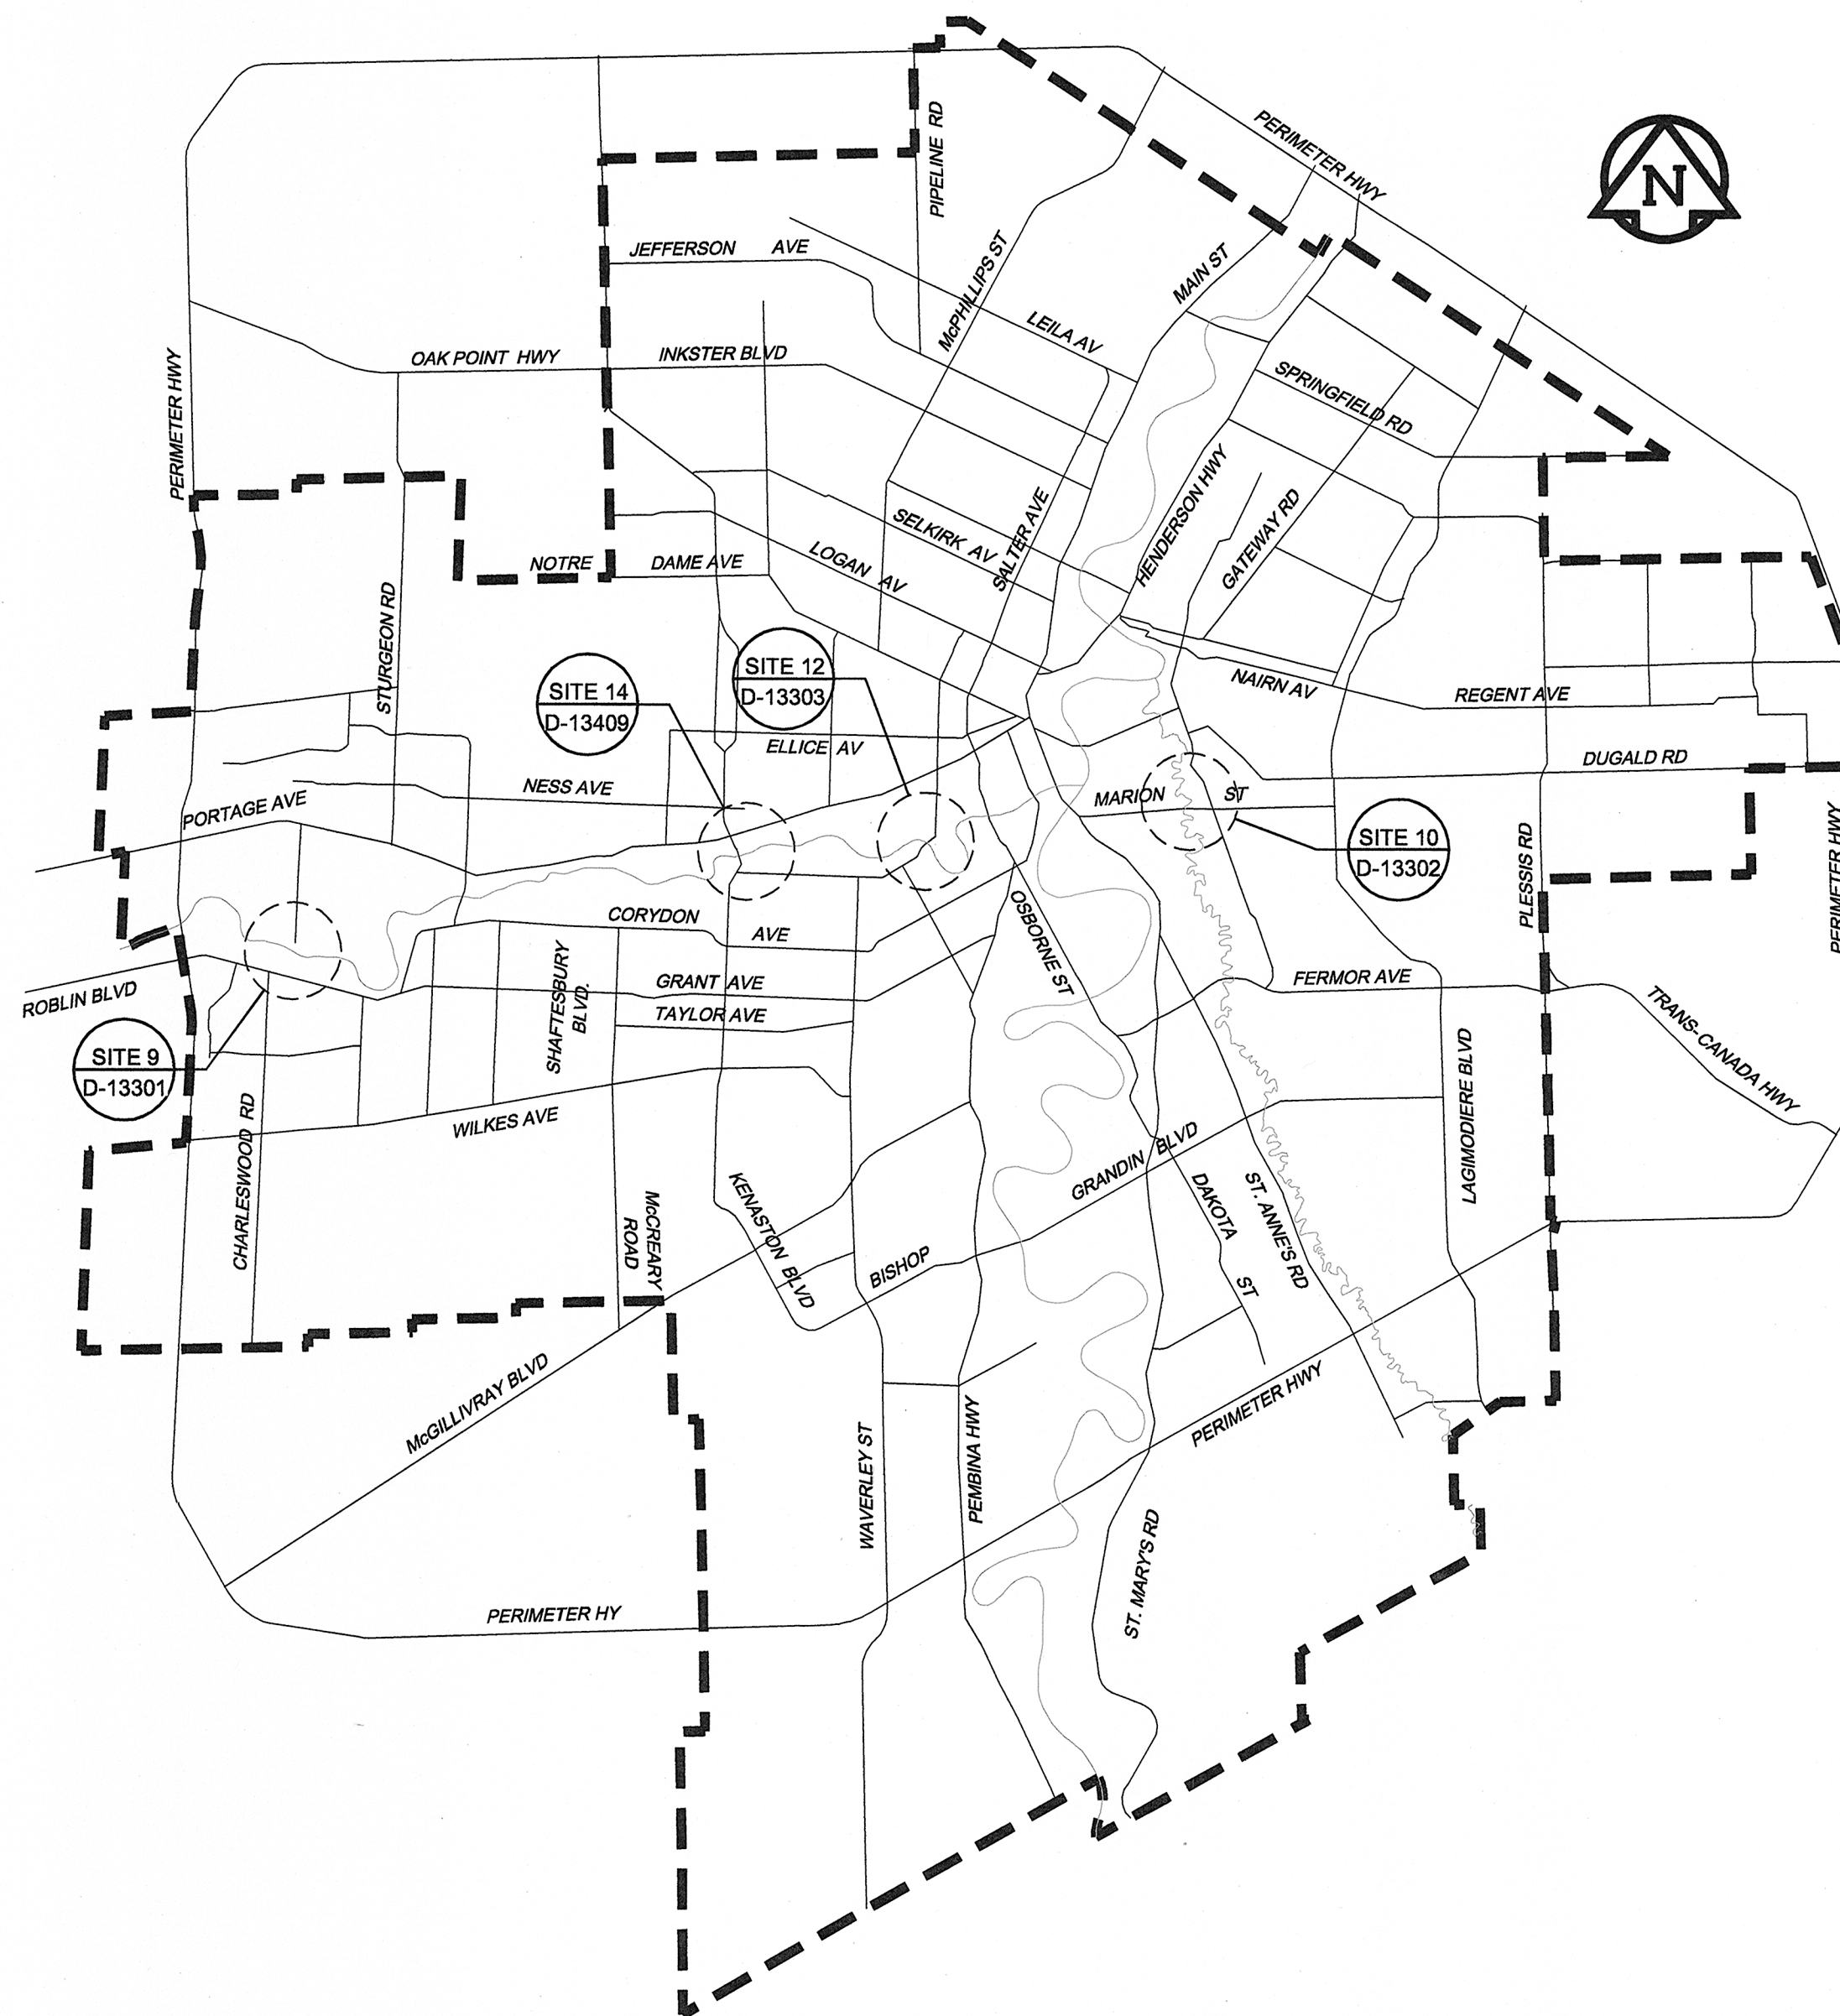 PERIMETER HWY
N
PIPELINE RD
JEFFERSON AVE
McPHILLIPS ST
MAIN ST
LEILA AV
OAK POINT HWY
INKSTER BLVD
SPRINGFIELD RD
PERIMETER HWY
HENDERSON HWY
GATEWAY RD
SELKIRK AV
SALTER AVE
LOGAN AV
NOTRE DAME AVE
STURGEON RD
SITE 14
D-13409
SITE 12
D-13303
NAIRN AV
REGENT AVE
ELLICE AV
DUGALD RD
NESS AVE
PORTAGE AVE
MARION ST
SITE 10
D-13302
PLESSIS RD
PERIMETER HWY
CORYDON AVE
OSBORNE ST
SHAFTESBURY
BLVD.
GRANT AVE
FERMOR AVE
ROBLIN BLVD
TAYLOR AVE
TRANS-CANADA HWY
SITE 9
D-13301
LAGIMODIERE BLVD
WILKES AVE
CHARLESWOOD RD
GRANDIN BLVD
McCREARY
ROAD
KENASTON BLVD
DAKOTA ST
ST. ANNE'S RD
BISHOP
McGILLIVRAY BLVD
PERIMETER HWY
WAVERLEY ST
PEMBINA HWY
ST. MARY'S RD
PERIMETER HY